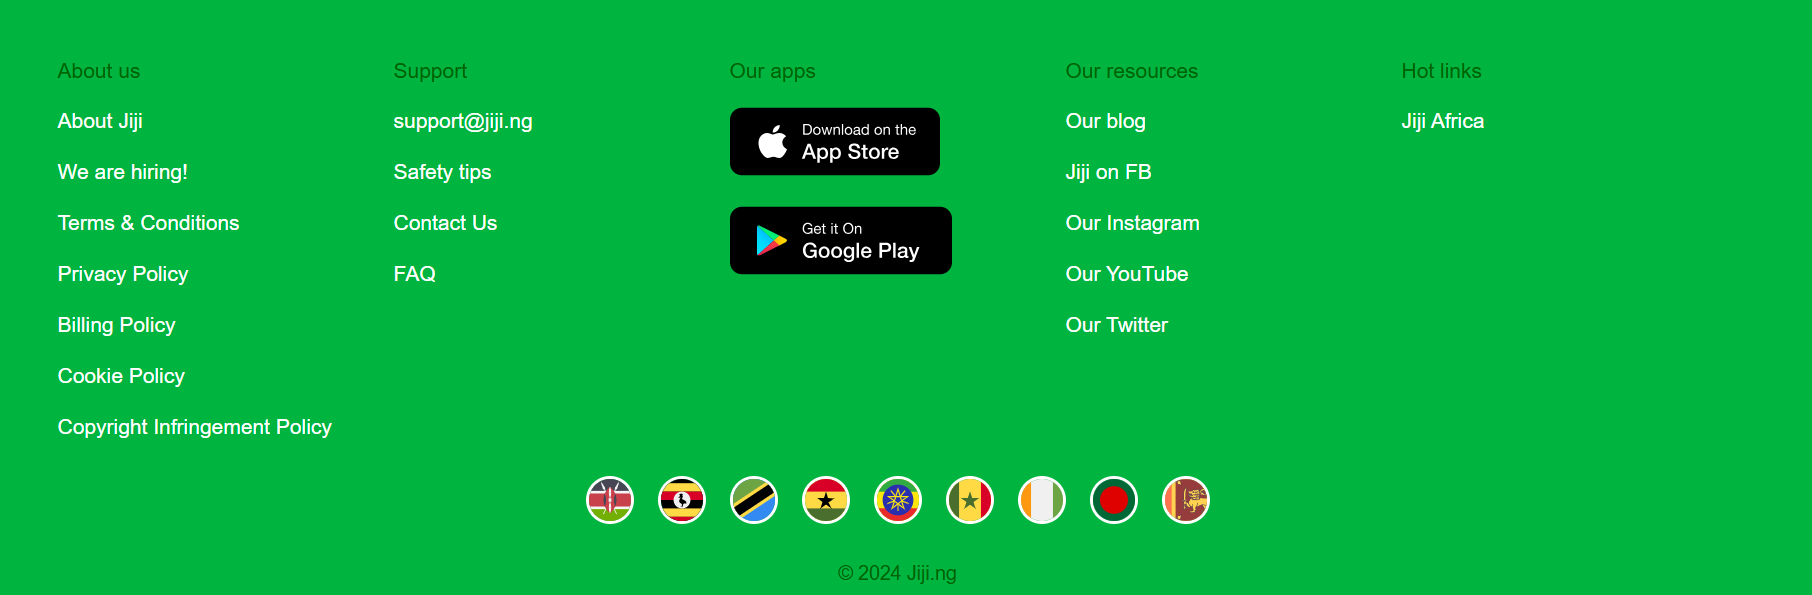 About us
About Jiji
We are hiring!
Terms & Conditions
Privacy Policy
Billing Policy
Cookie Policy
Copyright Infringement Policy
Support
support@jiji.ng
Safety tips
Contact Us
FAQ
Our apps
Download on the
App Store
Get it On
Google Play
Our resources
Our blog
Jiji on FB
Our Instagram
Our YouTube
Our Twitter
Hot links
Jiji Africa
© 2024 Jiji.ng